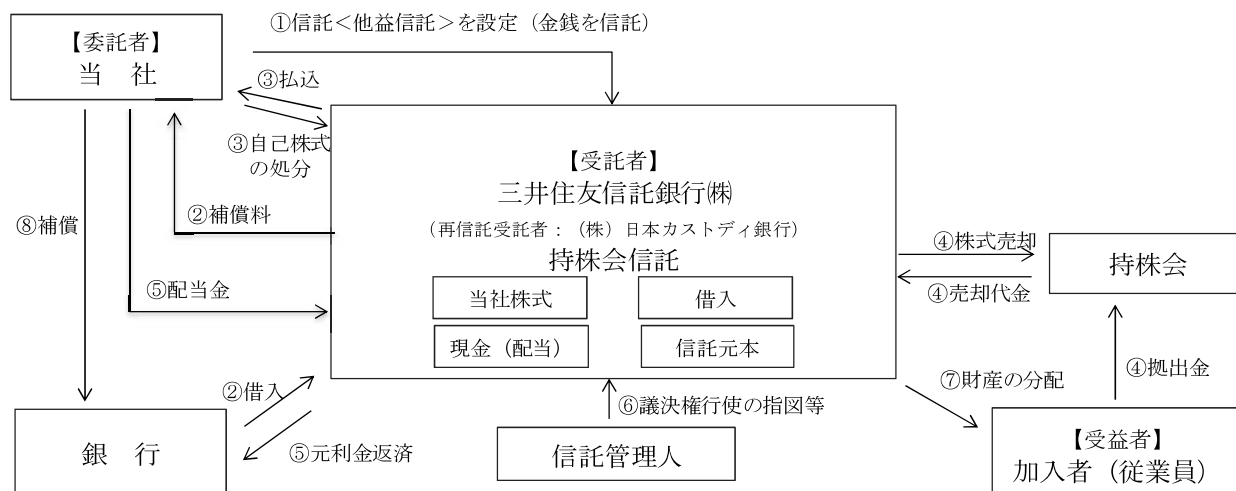 ①信託＜他益信託＞を設定（金銭を信託）
【委託者】
当　社
③払込
③自己株式
の処分
【受託者】
三井住友信託銀行㈱
（再信託受託者：（株）日本カストディ銀行）
持株会信託
⑧補償
②補償料
④株式売却
持株会
⑤配当金
当社株式
借入
④売却代金
現金（配当）
信託元本
②借入
⑦財産の分配
④拠出金
⑥議決権行使の指図等
銀　行
⑤元利金返済
信託管理人
【受益者】
加入者（従業員）